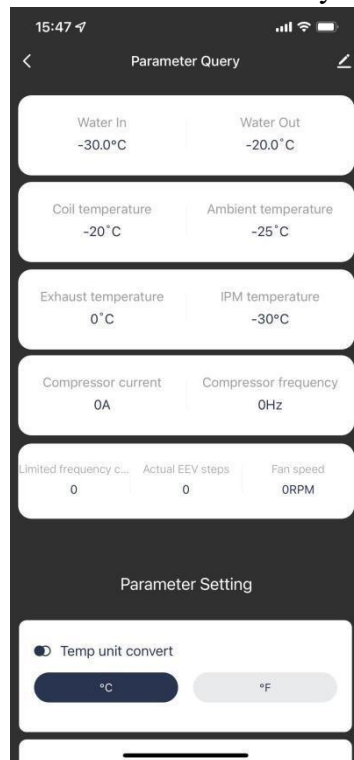 15:47
Parameter Query
Water In Water Out
-30.0°C -20.0°C
Coil temperature Ambient temperature
-20°C -25°C
Exhaust temperature IPM temperature
0°C -30°C
Compressor current Compressor frequency
0A 0Hz
Limited frequency c... Actual EEV steps Fan speed
0 0 0RPM
Parameter Setting
Temp unit convert
°C °F